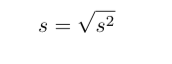 s = √s²